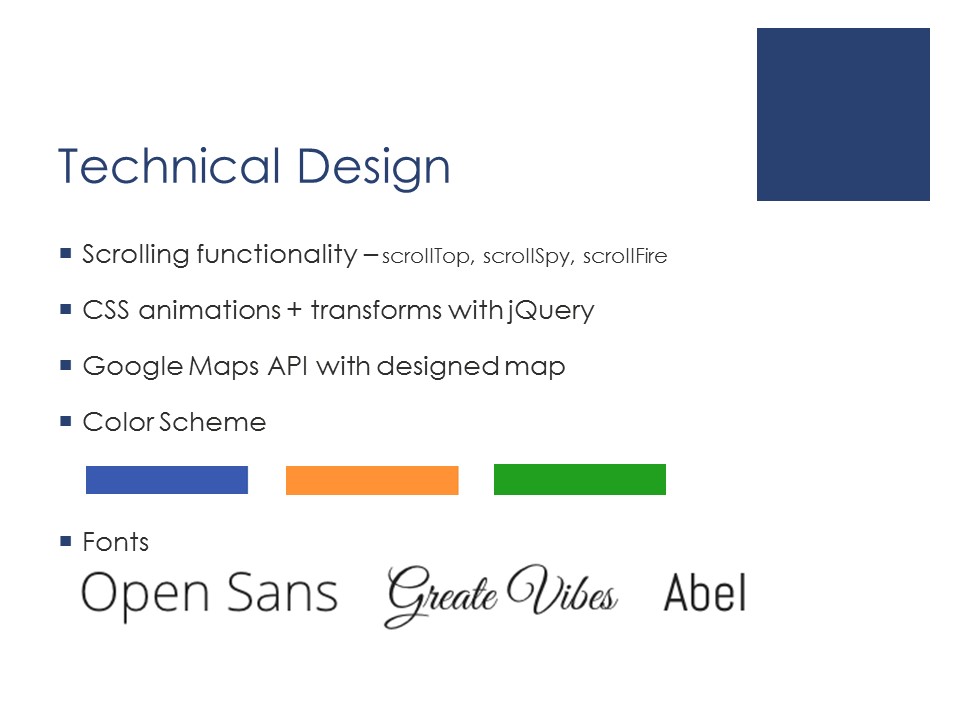 Technical Design
Scrolling functionality – scrollTop, scrollSpy, scrollFire
CSS animations + transforms with jQuery
Google Maps API with designed map
Color Scheme
Fonts
Open Sans Greate Vibes Abel